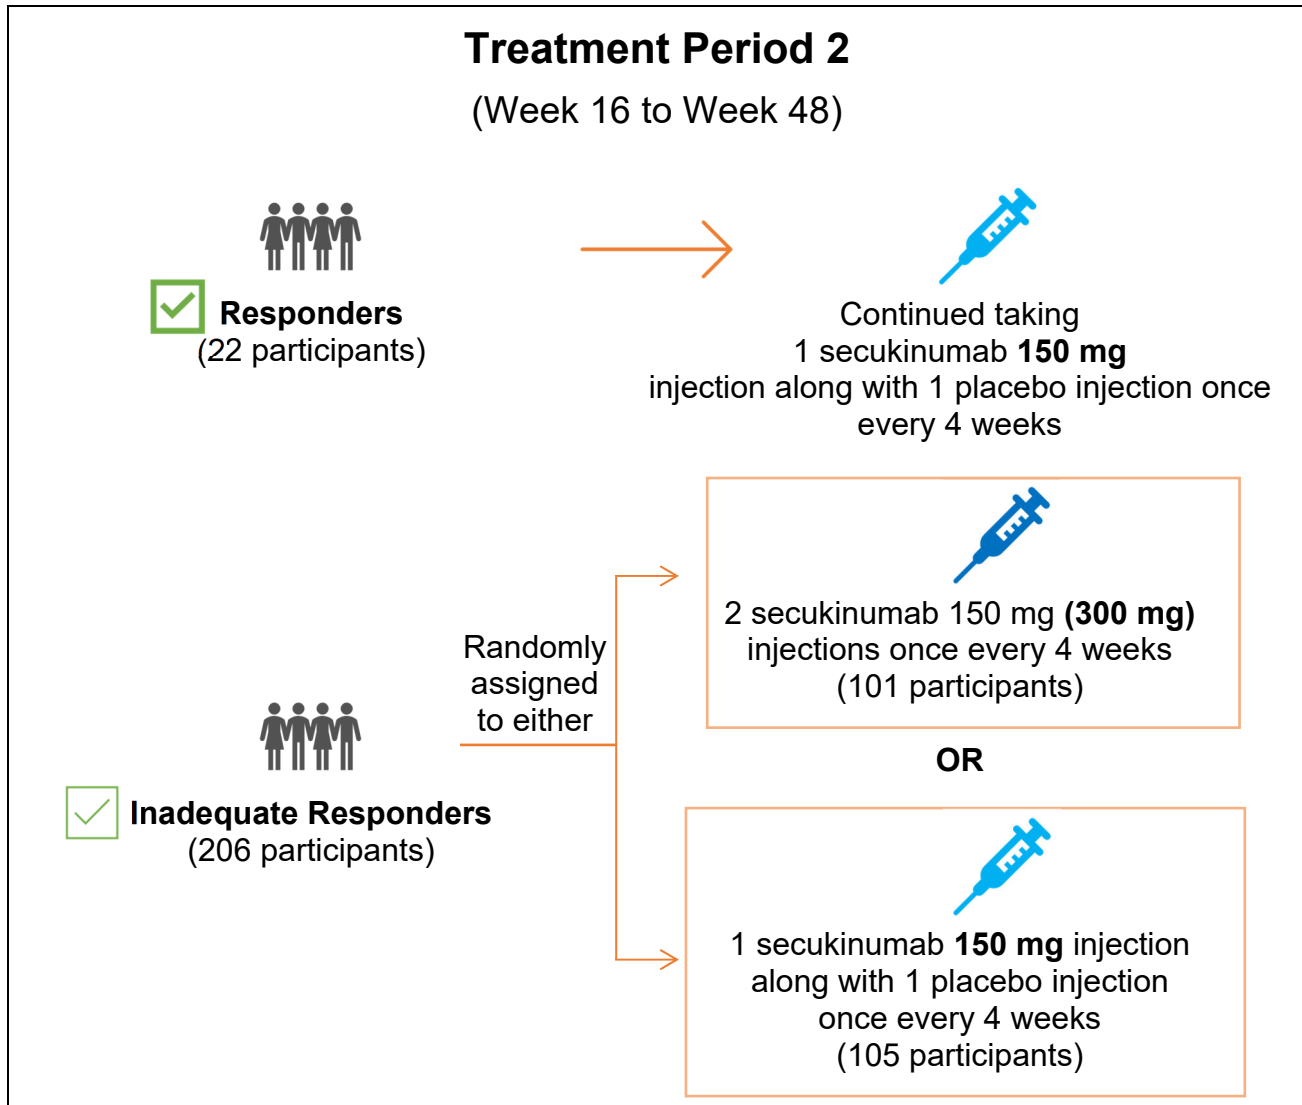 Treatment Period 2
(Week 16 to Week 48)
Responders
(22 participants)
Continued taking
1 secukinumab 150 mg
injection along with 1 placebo injection once
every 4 weeks
Inadequate Responders
(206 participants)
Randomly
assigned
to either
2 secukinumab 150 mg (300 mg)
injections once every 4 weeks
(101 participants)
OR
1 secukinumab 150 mg injection
along with 1 placebo injection
once every 4 weeks
(105 participants)